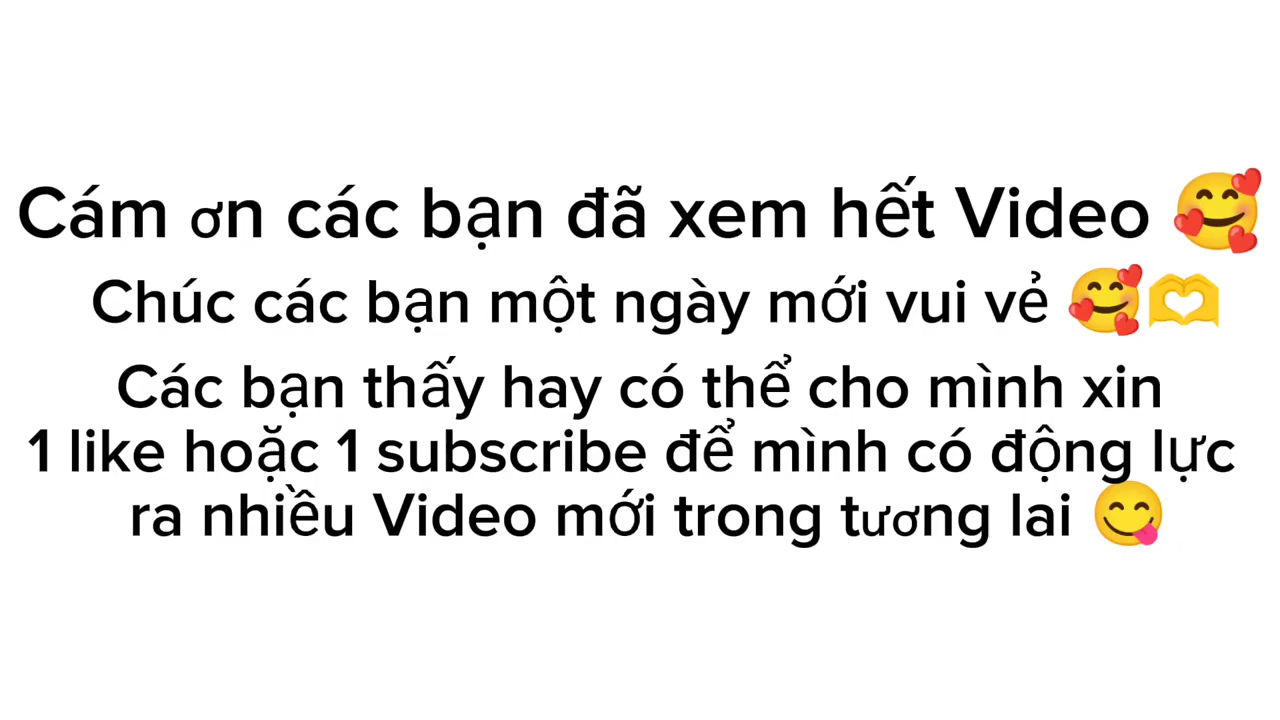 Cám ơn các bạn đã xem hết Video 🥰
Chúc các bạn một ngày mới vui vẻ 🥰🫶
Các bạn thấy hay có thể cho mình xin
1 like hoặc 1 subscribe để mình có động lực
ra nhiều Video mới trong tương lai 😋